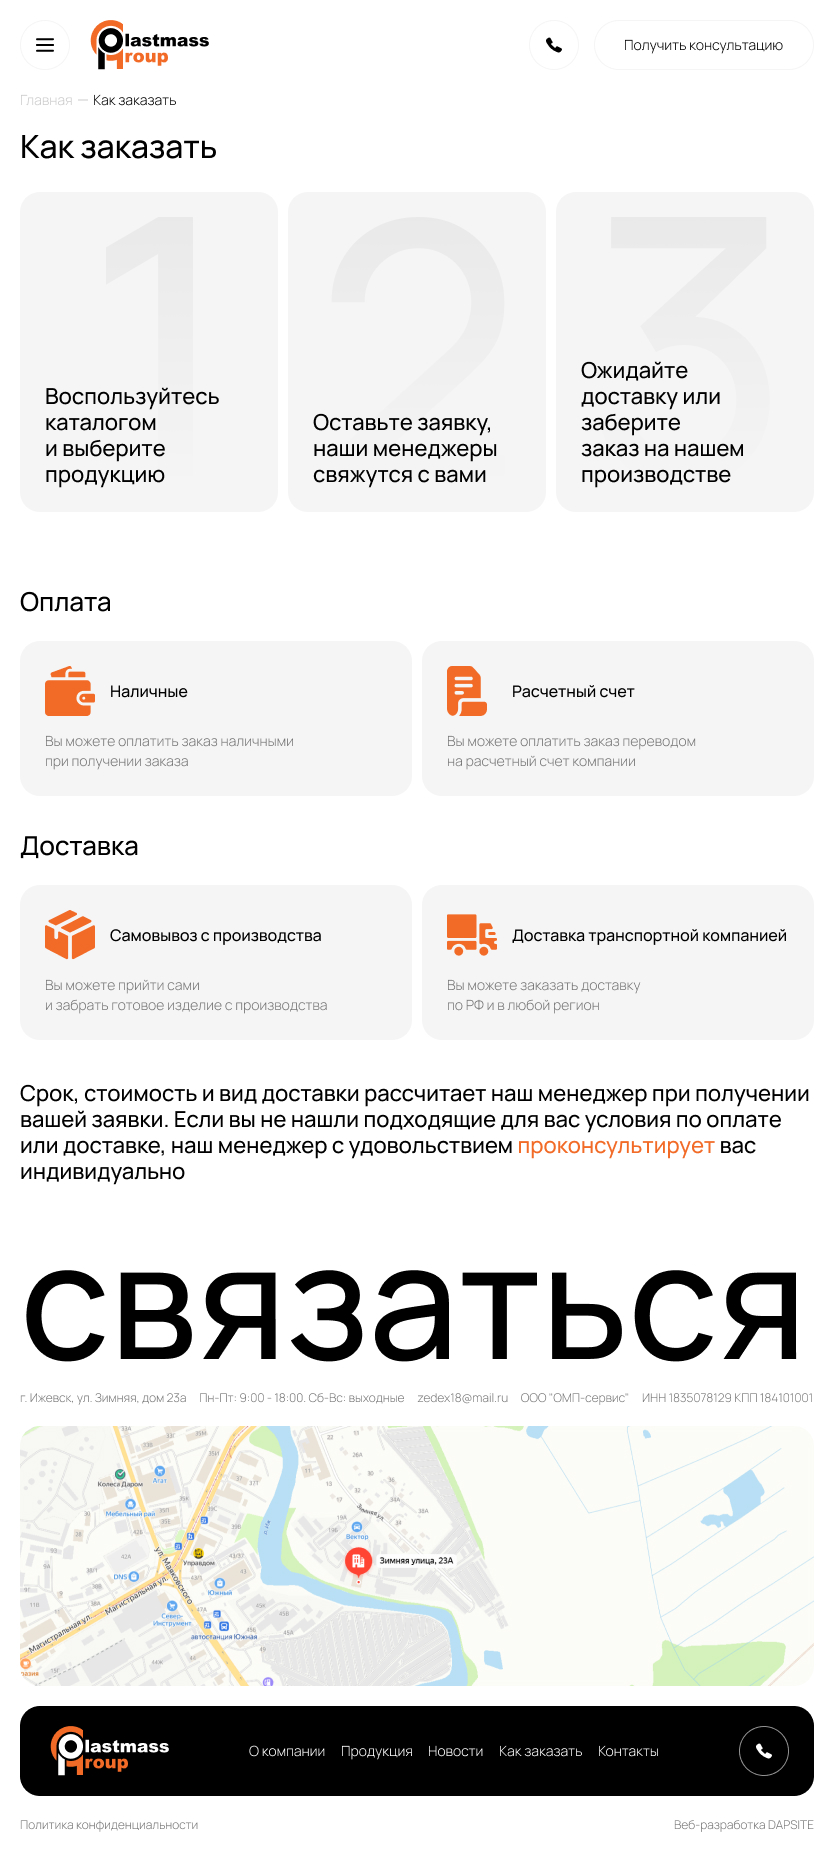 Plastmass
Group
Получить консультацию
Главная — Как заказать
Как заказать
1
Воспользуйтесь
каталогом
и выберите
продукцию
2
Оставьте заявку,
наши менеджеры
свяжутся с вами
3
Ожидайте
доставку или
заберите
заказ на нашем
производстве
Оплата
Наличные
Вы можете оплатить заказ наличными
при получении заказа
Расчетный счет
Вы можете оплатить заказ переводом
на расчетный счет компании
Доставка
Самовывоз с производства
Вы можете прийти сами
и забрать готовое изделие с производства
Доставка транспортной компанией
Вы можете заказать доставку
по РФ и в любой регион
Срок, стоимость и вид доставки рассчитает наш менеджер при получении
вашей заявки. Если вы не нашли подходящие для вас условия по оплате
или доставке, наш менеджер с удовольствием проконсультирует вас
индивидуально
связаться
г. Ижевск, ул. Зимняя, дом 23а
Пн-Пт: 9:00 - 18:00. Сб-Вс: выходные
zedex18@mail.ru
ООО "ОМП-сервис"
ИНН 1835078129 КПП 184101001
Колеса Даром
Агат
Мебельный рай
Зимняя ул.
Вектор
Управдом
Зимняя улица, 23А
DNS
ул. Маяковского
Южный
Магистральная ул.
Север-
Инструмент
автостанция Южная
Магистральная ул.
Plastmass
Group
О компании
Продукция
Новости
Как заказать
Контакты
Политика конфиденциальности
Веб-разработка DAPSITE